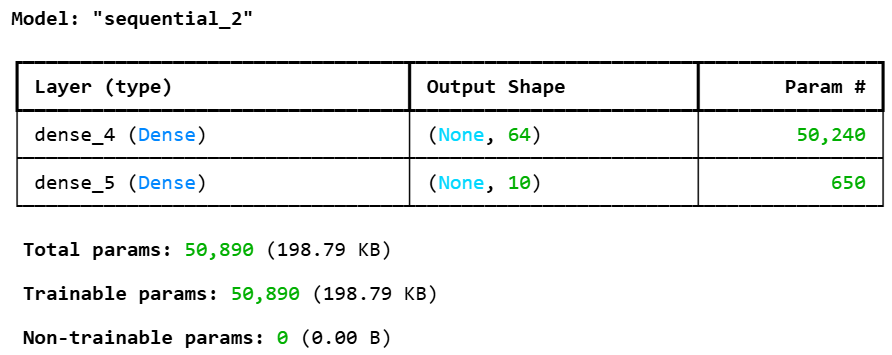 Model: "sequential_2"
Layer (type) Output Shape Param #
dense_4 (Dense) (None, 64) 50,240
dense_5 (Dense) (None, 10) 650
Total params: 50,890 (198.79 KB)
Trainable params: 50,890 (198.79 KB)
Non-trainable params: 0 (0.00 B)